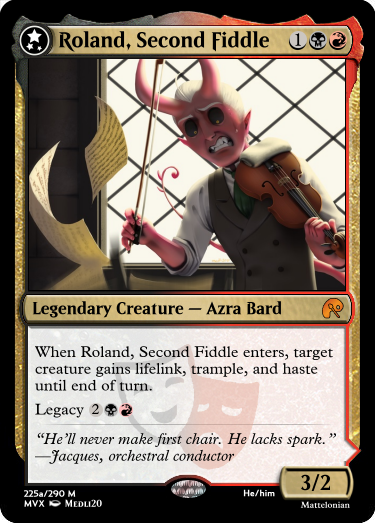 Roland, Second Fiddle 1
Legendary Creature — Azra Bard
When Roland, Second Fiddle enters, target
creature gains lifelink, trample, and haste
until end of turn.
Legacy 2
“He’ll never make first chair. He lacks spark.”
—Jacques, orchestral conductor
3/2
225a/290 M
MVX Medli20
He/him
Mattelonian